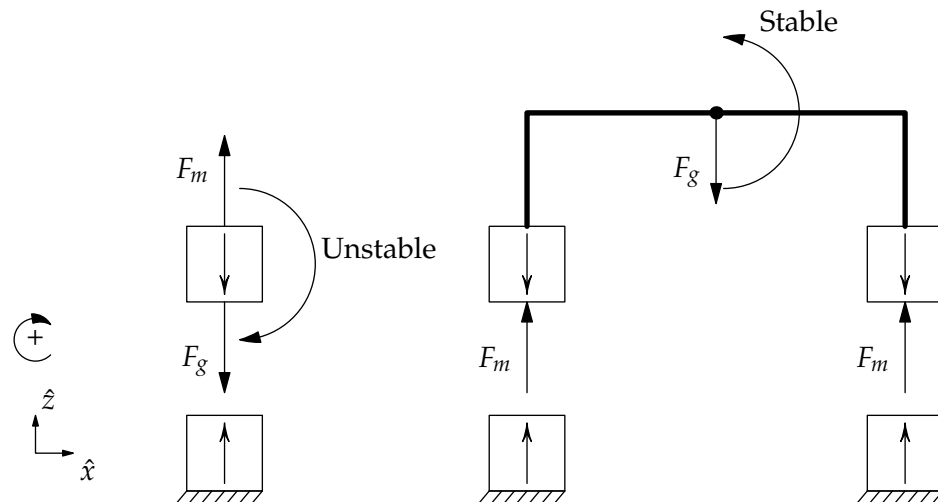 Stable
F_m
F_g
Unstable
+
F_g
F_m
F_m
ẑ
x̂